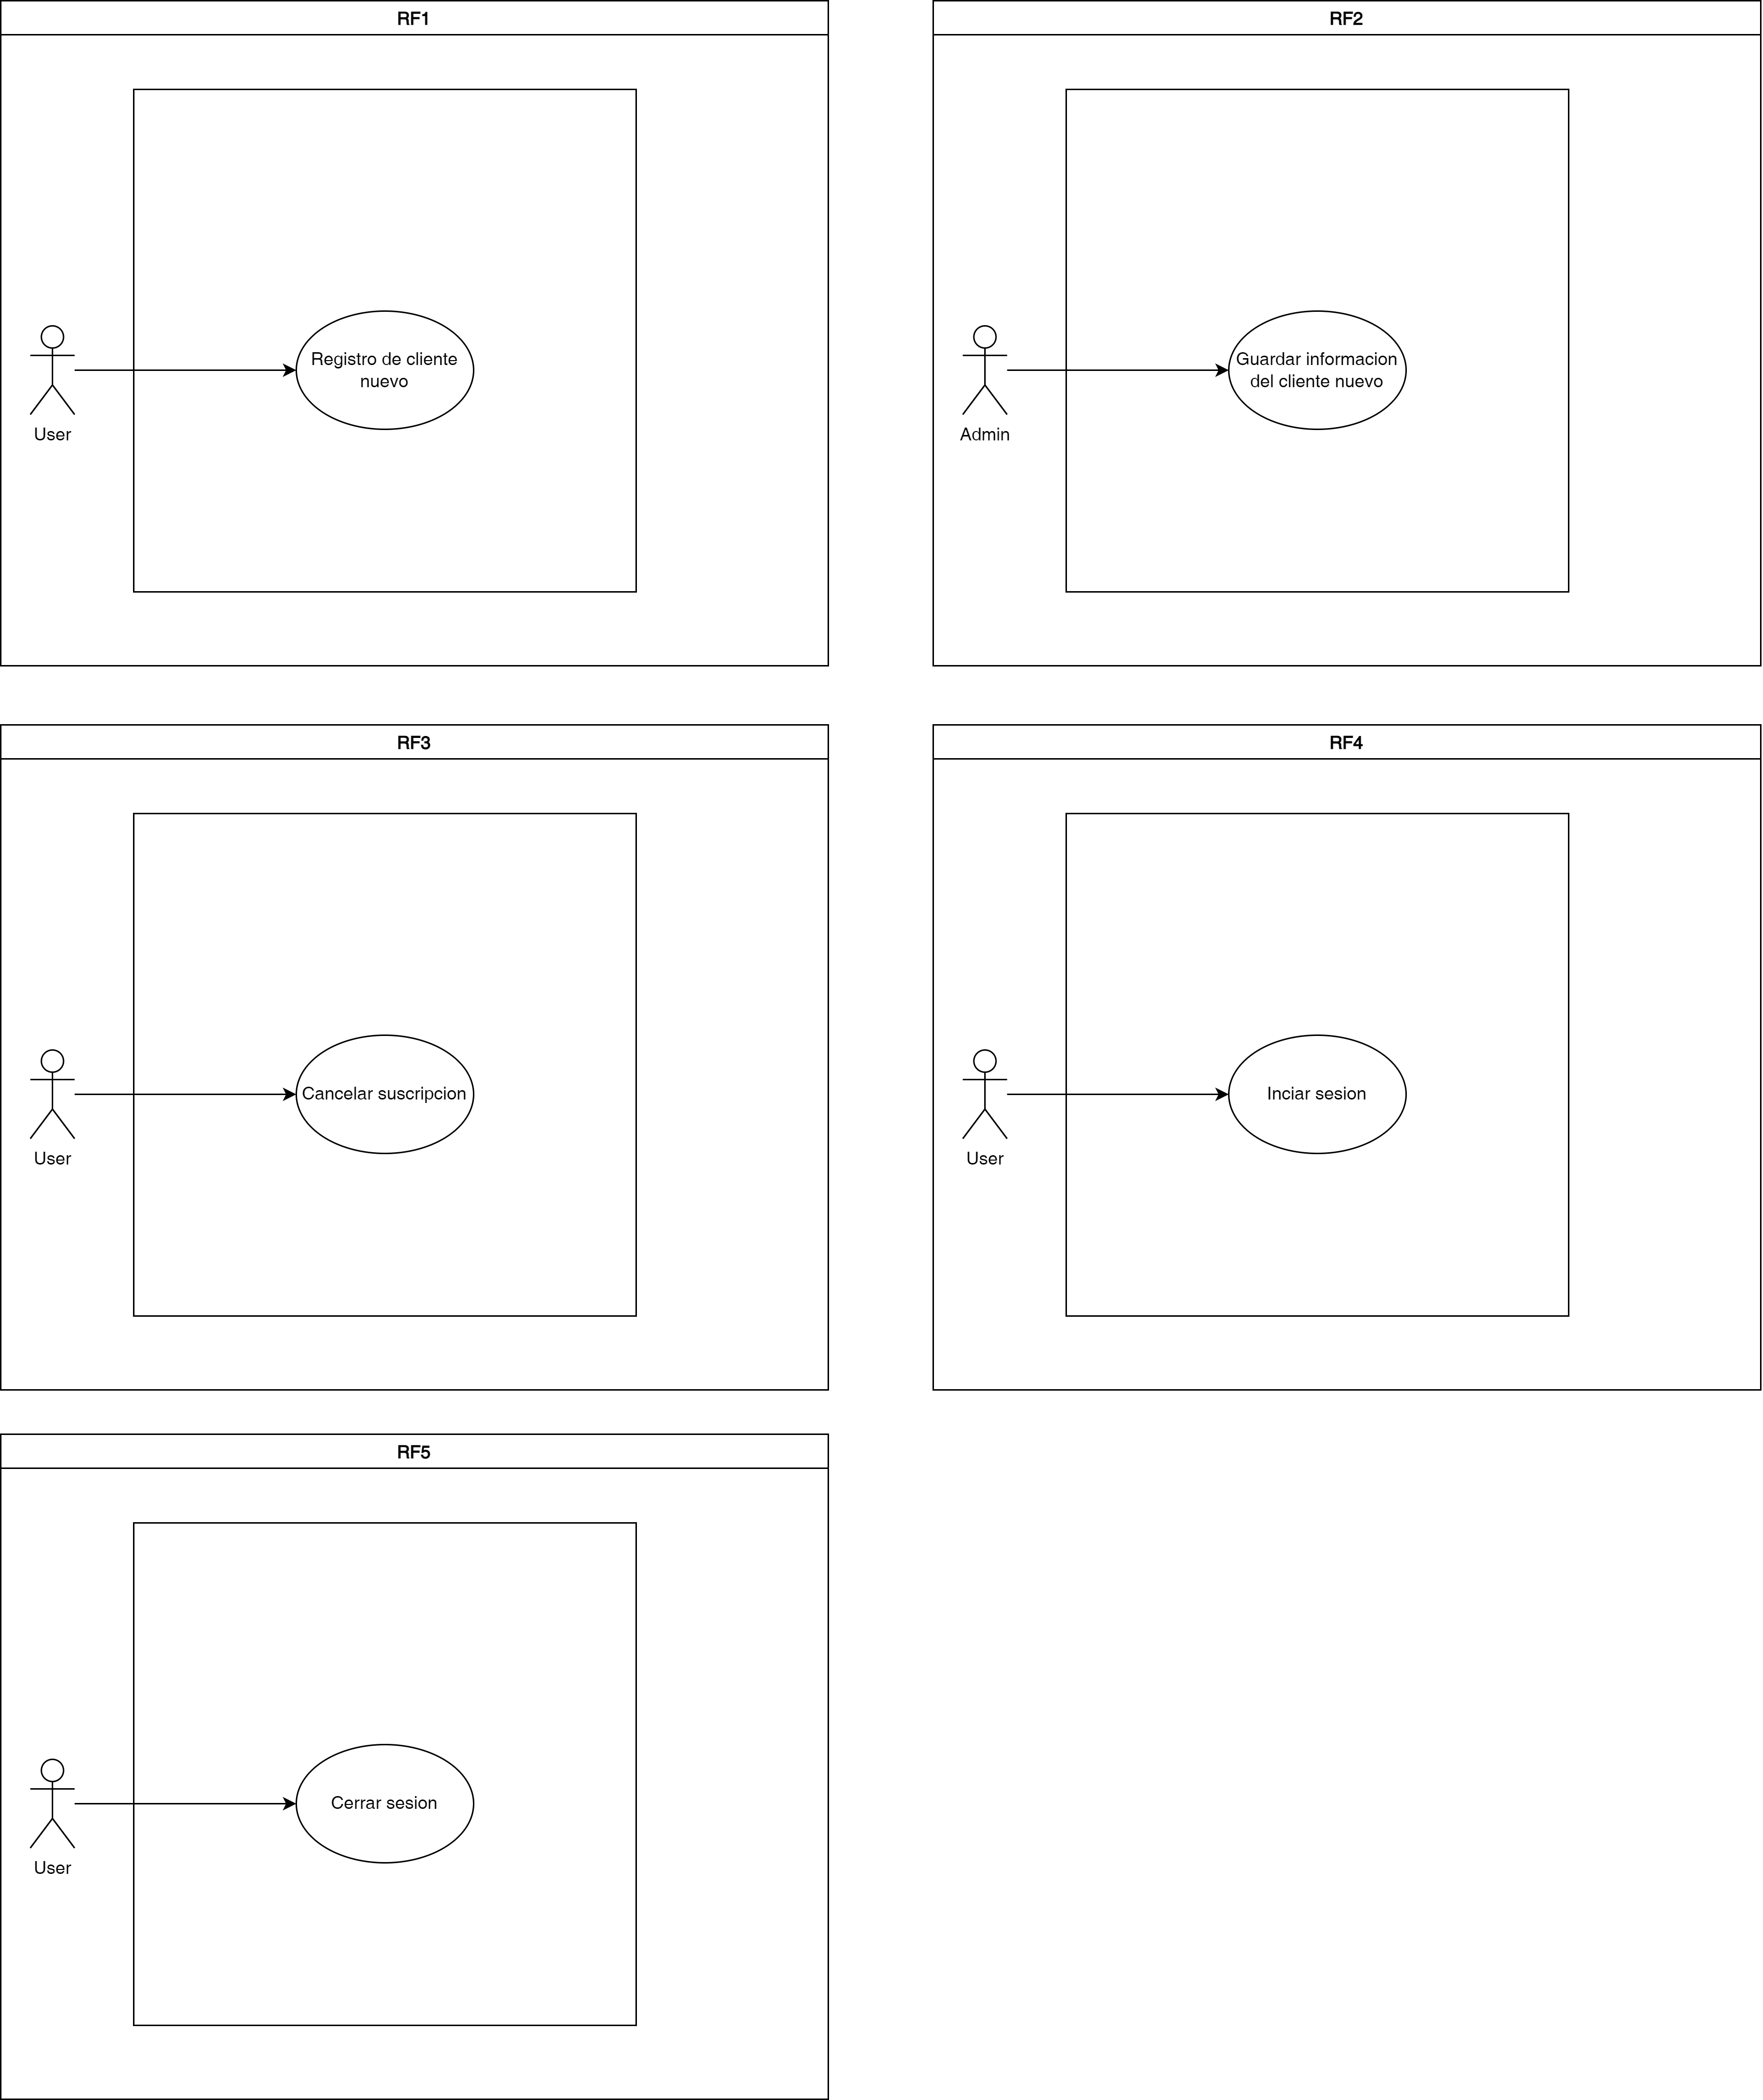 RF1
Registro de cliente
nuevo
User
RF2
Guardar informacion
del cliente nuevo
Admin
RF3
Cancelar suscripcion
User
RF4
Inciar sesion
User
RF5
Cerrar sesion
User